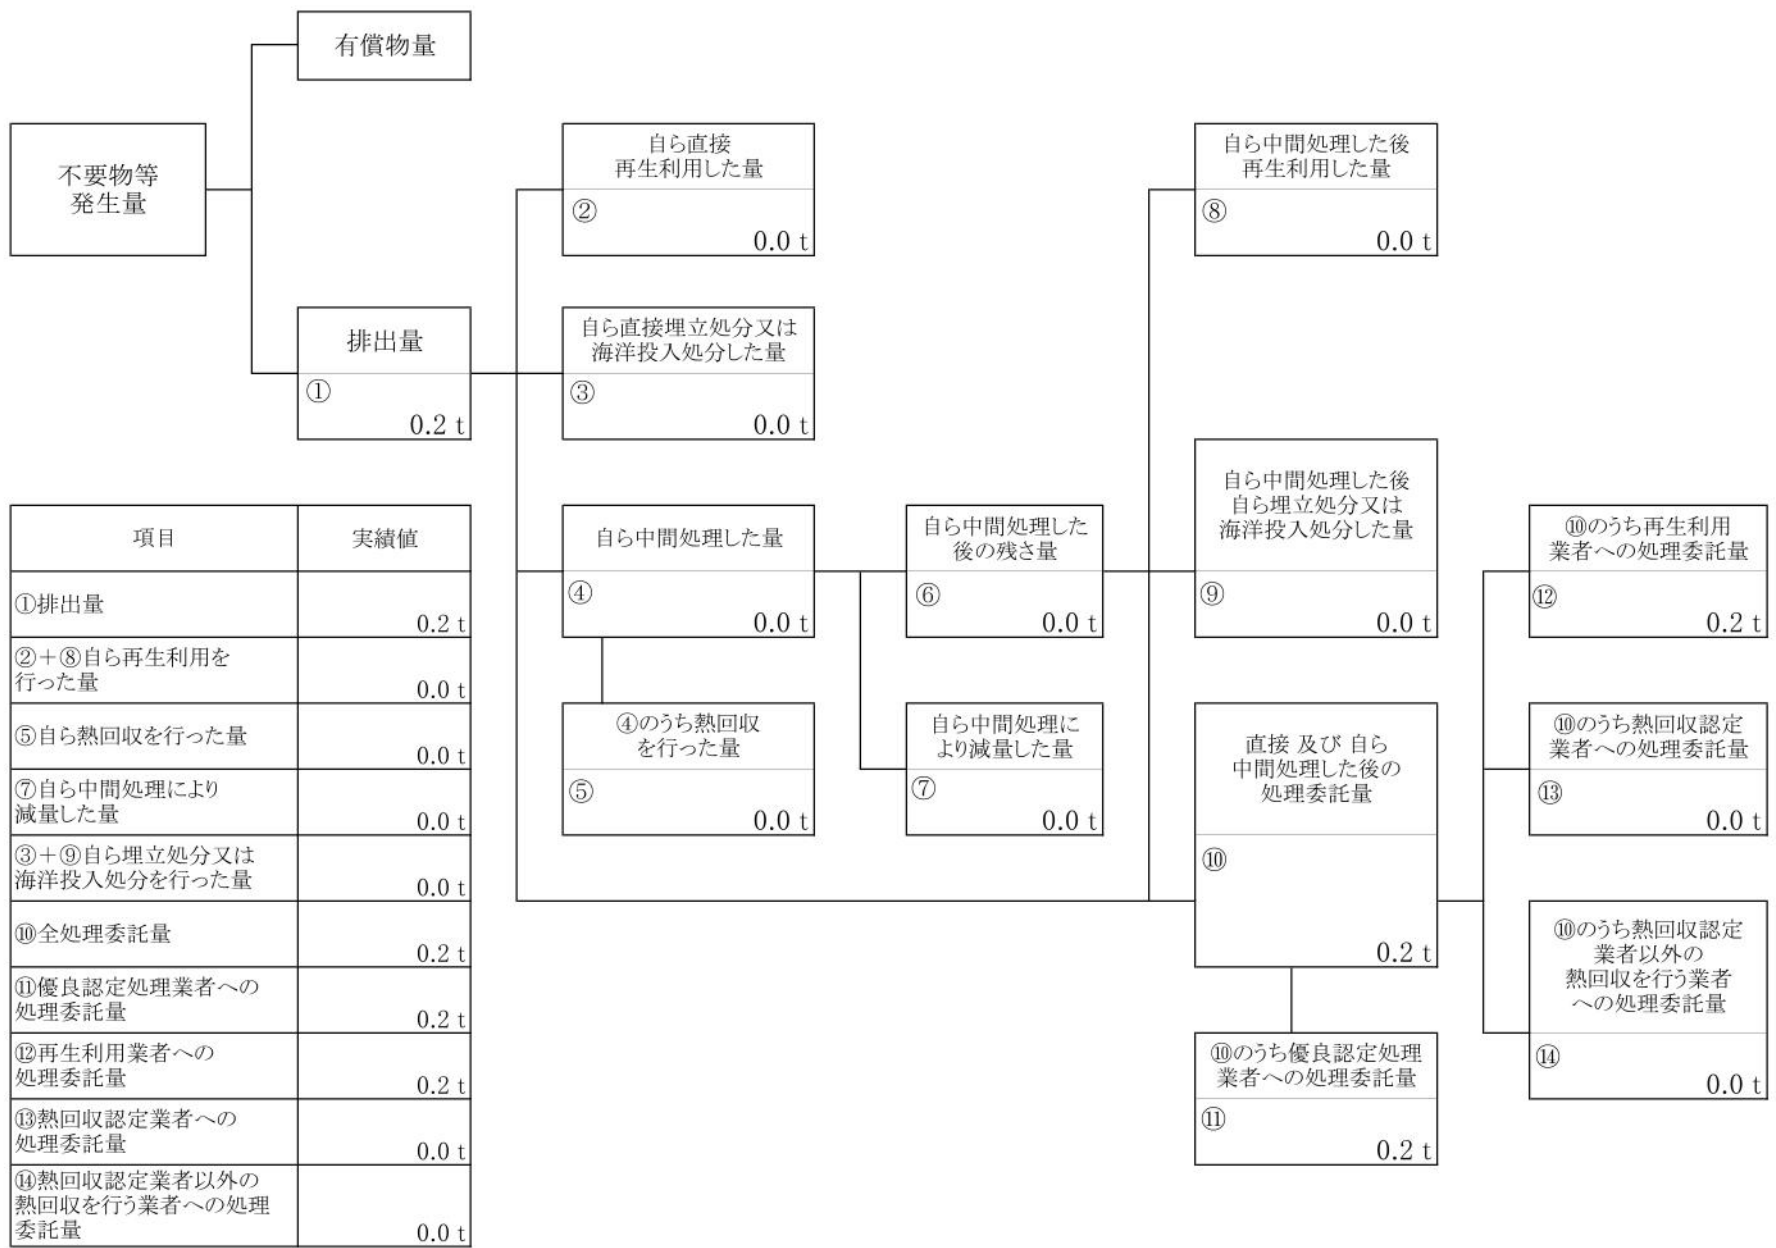 有償物量
不要物等
発生量
自ら直接
再生利用した量
②
0.0 t
自ら中間処理した後
再生利用した量
⑧
0.0 t
排出量
①
0.2 t
自ら直接埋立処分又は
海洋投入処分した量
③
0.0 t
自ら中間処理した量
④
0.0 t
自ら中間処理した
後の残さ量
⑥
0.0 t
自ら中間処理した後
自ら埋立処分又は
海洋投入処分した量
⑨
0.0 t
⑩のうち再生利用
業者への処理委託量
⑫
0.2 t
④のうち熱回収
を行った量
⑤
0.0 t
自ら中間処理に
より減量した量
⑦
0.0 t
直接 及び 自ら
中間処理した後の
処理委託量
⑩
0.2 t
⑩のうち熱回収認定
業者への処理委託量
⑬
0.0 t
⑩のうち熱回収認定
業者以外の
熱回収を行う業者
への処理委託量
⑭
0.0 t
⑩のうち優良認定処理
業者への処理委託量
⑪
0.2 t
項目 実績値
①排出量
0.2 t
②＋⑧自ら再生利用を
行った量
0.0 t
⑤自ら熱回収を行った量
0.0 t
⑦自ら中間処理により
減量した量
0.0 t
③＋⑨自ら埋立処分又は
海洋投入処分を行った量
0.0 t
⑩全処理委託量
0.2 t
⑪優良認定処理業者への
処理委託量
0.2 t
⑫再生利用業者への
処理委託量
0.2 t
⑬熱回収認定業者への
処理委託量
0.0 t
⑭熱回収認定業者以外の
熱回収を行う業者への処理
委託量
0.0 t